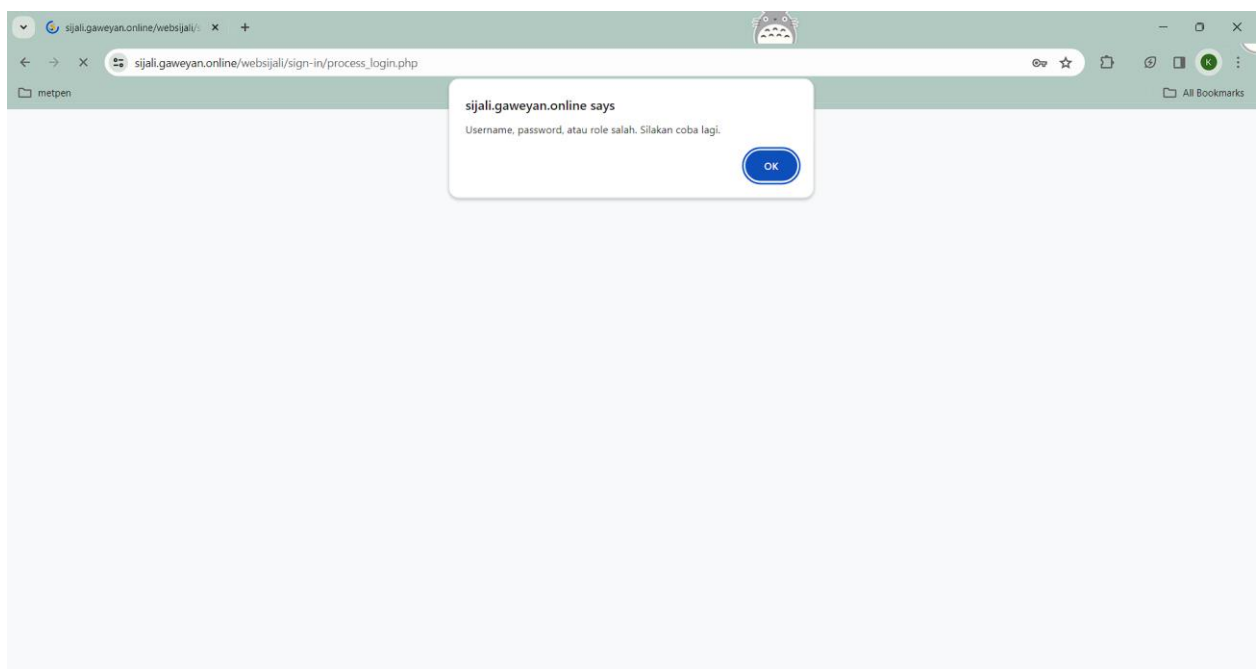 sijali.gaweyan.online/websijali/s
sijali.gaweyan.online/websijali/sign-in/process_login.php
K
metpen
All Bookmarks
sijali.gaweyan.online says
Username, password, atau role salah. Silakan coba lagi.
OK